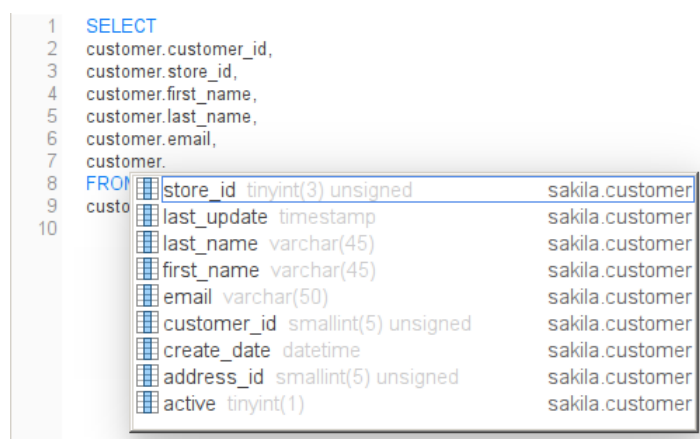 1 SELECT
2 customer.customer_id,
3 customer.store_id,
4 customer.first_name,
5 customer.last_name,
6 customer.email,
7 customer.
8 FROM
9 custo
10
store_id tinyint(3) unsigned sakila.customer
last_update timestamp sakila.customer
last_name varchar(45) sakila.customer
first_name varchar(45) sakila.customer
email varchar(50) sakila.customer
customer_id smallint(5) unsigned sakila.customer
create_date datetime sakila.customer
address_id smallint(5) unsigned sakila.customer
active tinyint(1) sakila.customer